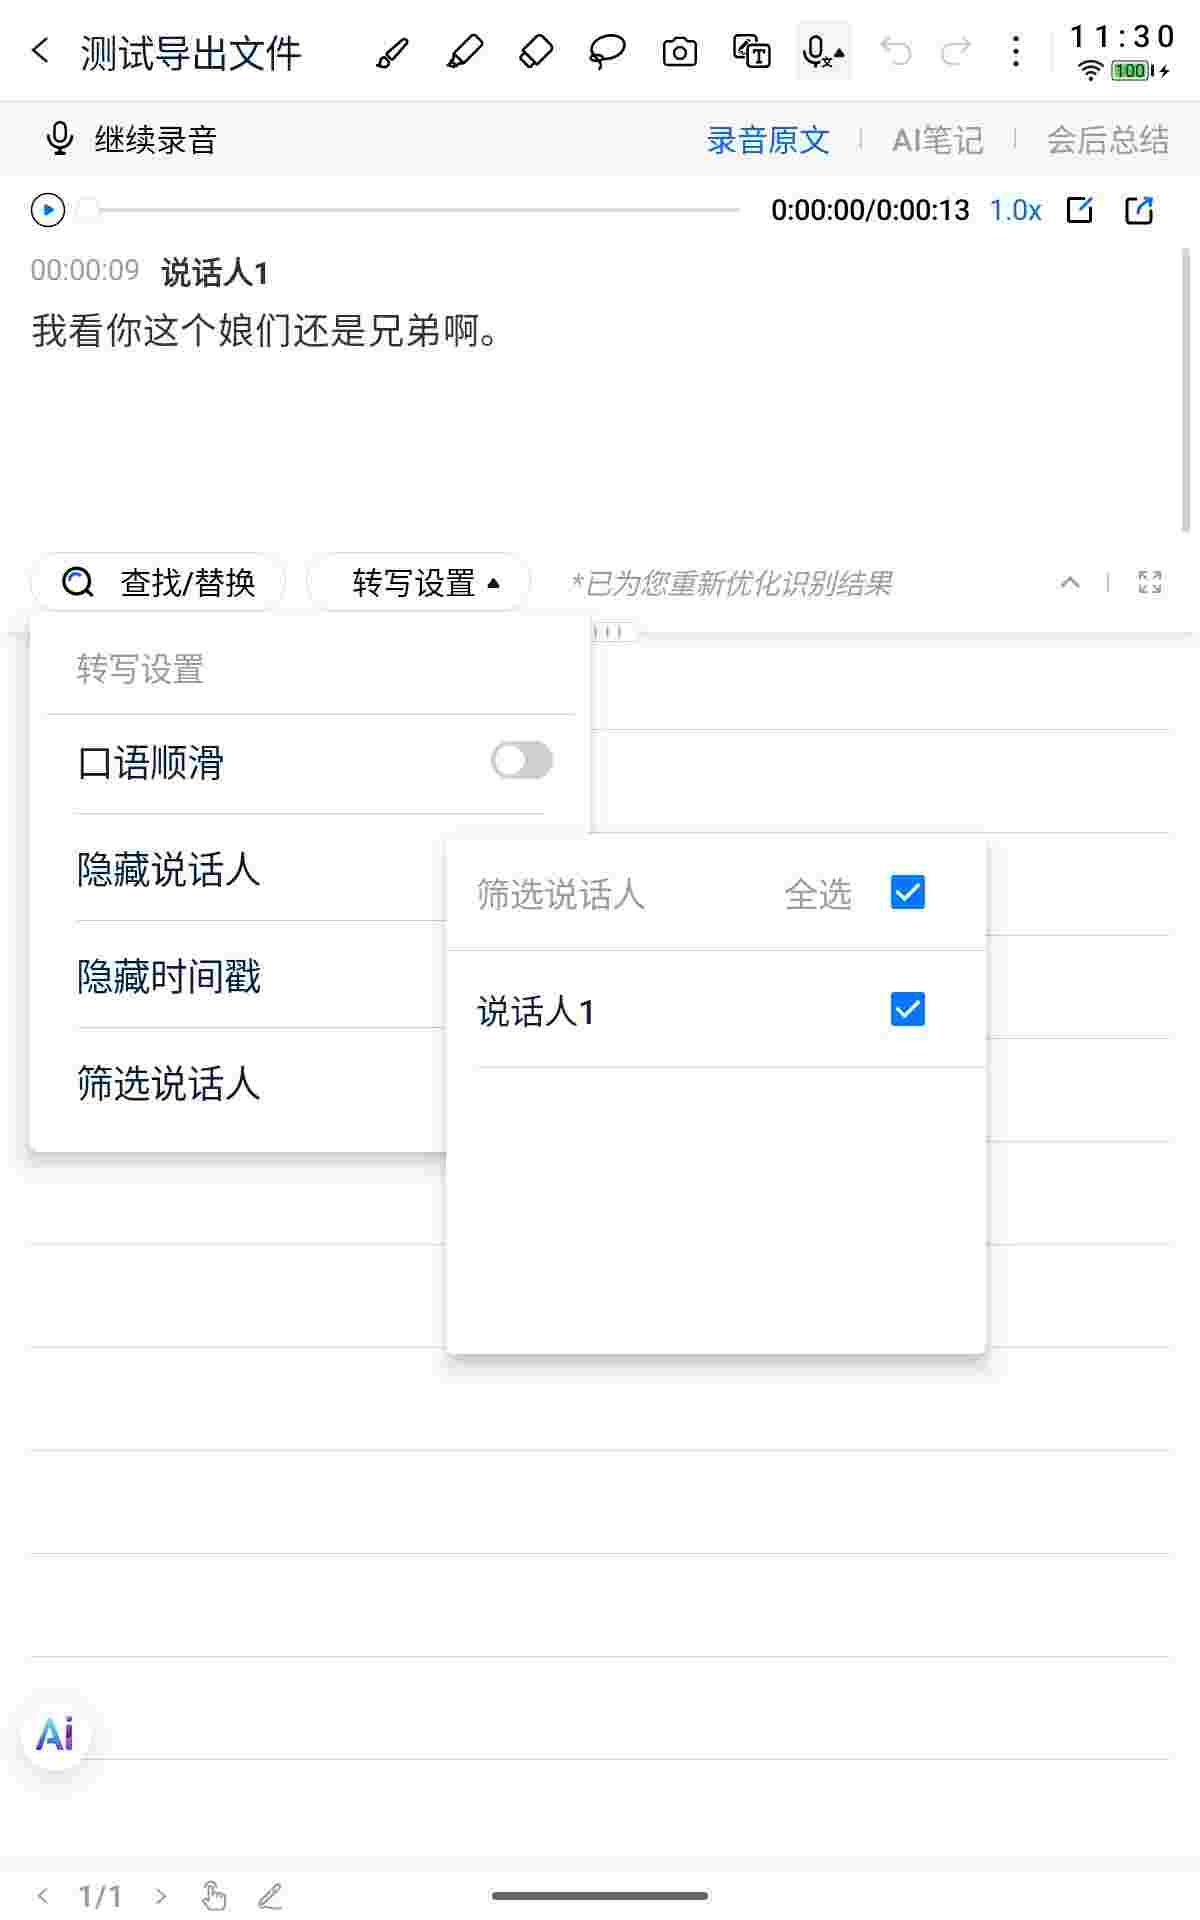 测试导出文件
11:30
100
继续录音
录音原文
AI笔记
会后总结
0:00:00/0:00:13
1.0x
00:00:09 说话人1
我看你这个娘们还是兄弟啊。
查找/替换
转写设置
*已为您重新优化识别结果
转写设置
口语顺滑
隐藏说话人
隐藏时间戳
筛选说话人
筛选说话人 全选
说话人1
Ai
1/1